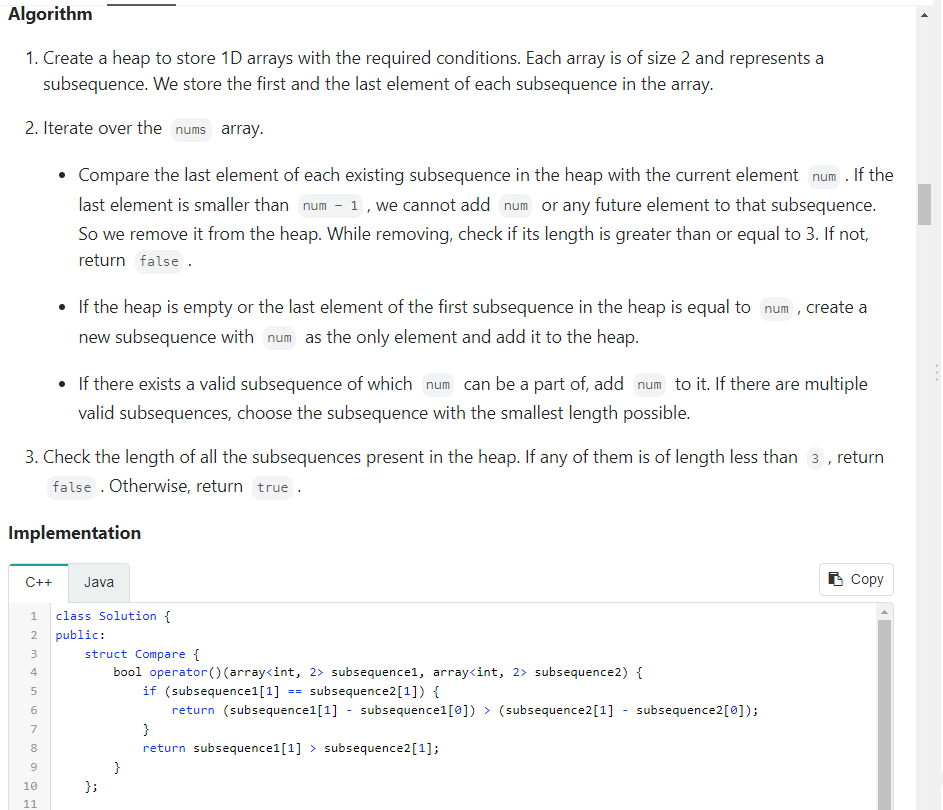 Algorithm
1. Create a heap to store 1D arrays with the required conditions. Each array is of size 2 and represents a
subsequence. We store the first and the last element of each subsequence in the array.
2. Iterate over the nums array.
• Compare the last element of each existing subsequence in the heap with the current element num . If the
last element is smaller than num - 1 , we cannot add num or any future element to that subsequence.
So we remove it from the heap. While removing, check if its length is greater than or equal to 3. If not,
return false .
• If the heap is empty or the last element of the first subsequence in the heap is equal to num , create a
new subsequence with num as the only element and add it to the heap.
• If there exists a valid subsequence of which num can be a part of, add num to it. If there are multiple
valid subsequences, choose the subsequence with the smallest length possible.
3. Check the length of all the subsequences present in the heap. If any of them is of length less than 3 , return
false . Otherwise, return true .
Implementation
C++ Java Copy
1 class Solution {
2 public:
3     struct Compare {
4         bool operator()(array<int, 2> subsequence1, array<int, 2> subsequence2) {
5             if (subsequence1[1] == subsequence2[1]) {
6                 return (subsequence1[1] - subsequence1[0]) > (subsequence2[1] - subsequence2[0]);
7             }
8             return subsequence1[1] > subsequence2[1];
9         }
10     };
11